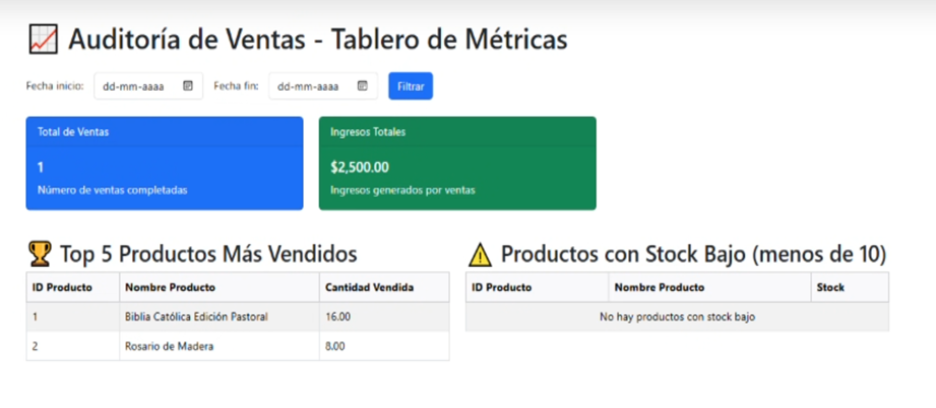 Auditoría de Ventas - Tablero de Métricas
Fecha inicio: dd-mm-aaaa Fecha fin: dd-mm-aaaa Filtrar
Total de Ventas
1
Número de ventas completadas
Ingresos Totales
$2,500.00
Ingresos generados por ventas
Top 5 Productos Más Vendidos
ID Producto Nombre Producto Cantidad Vendida
1 Biblia Católica Edición Pastoral 16.00
2 Rosario de Madera 8.00
Productos con Stock Bajo (menos de 10)
ID Producto Nombre Producto Stock
No hay productos con stock bajo